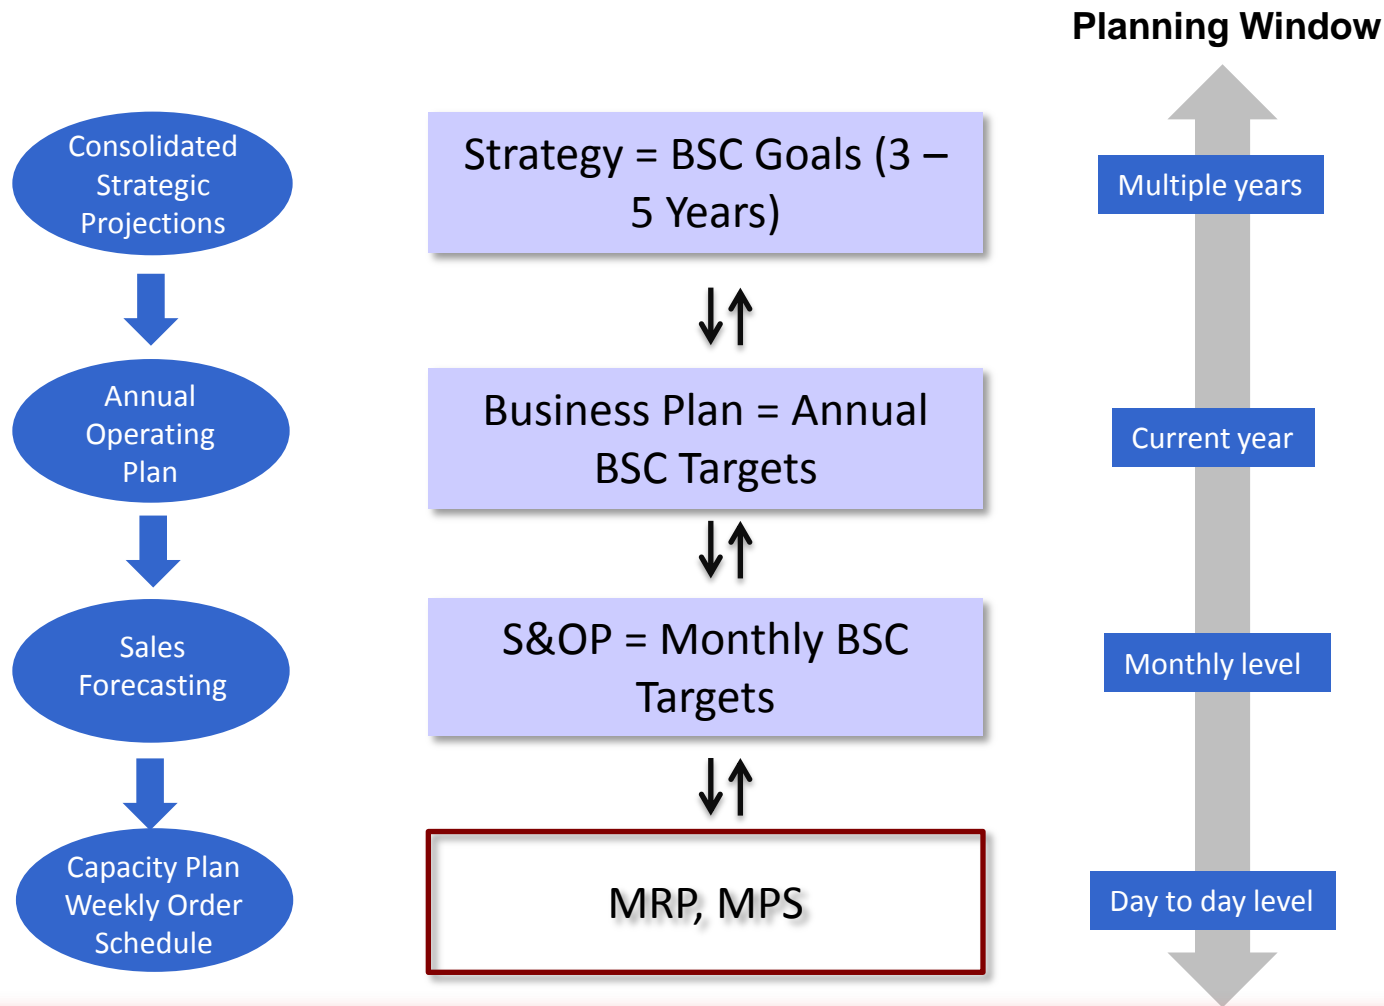 Planning Window
Consolidated
Strategic
Projections
Strategy = BSC Goals (3 –
5 Years)
Multiple years
Annual
Operating
Plan
Business Plan = Annual
BSC Targets
Current year
Sales
Forecasting
S&OP = Monthly BSC
Targets
Monthly level
Capacity Plan
Weekly Order
Schedule
MRP, MPS
Day to day level